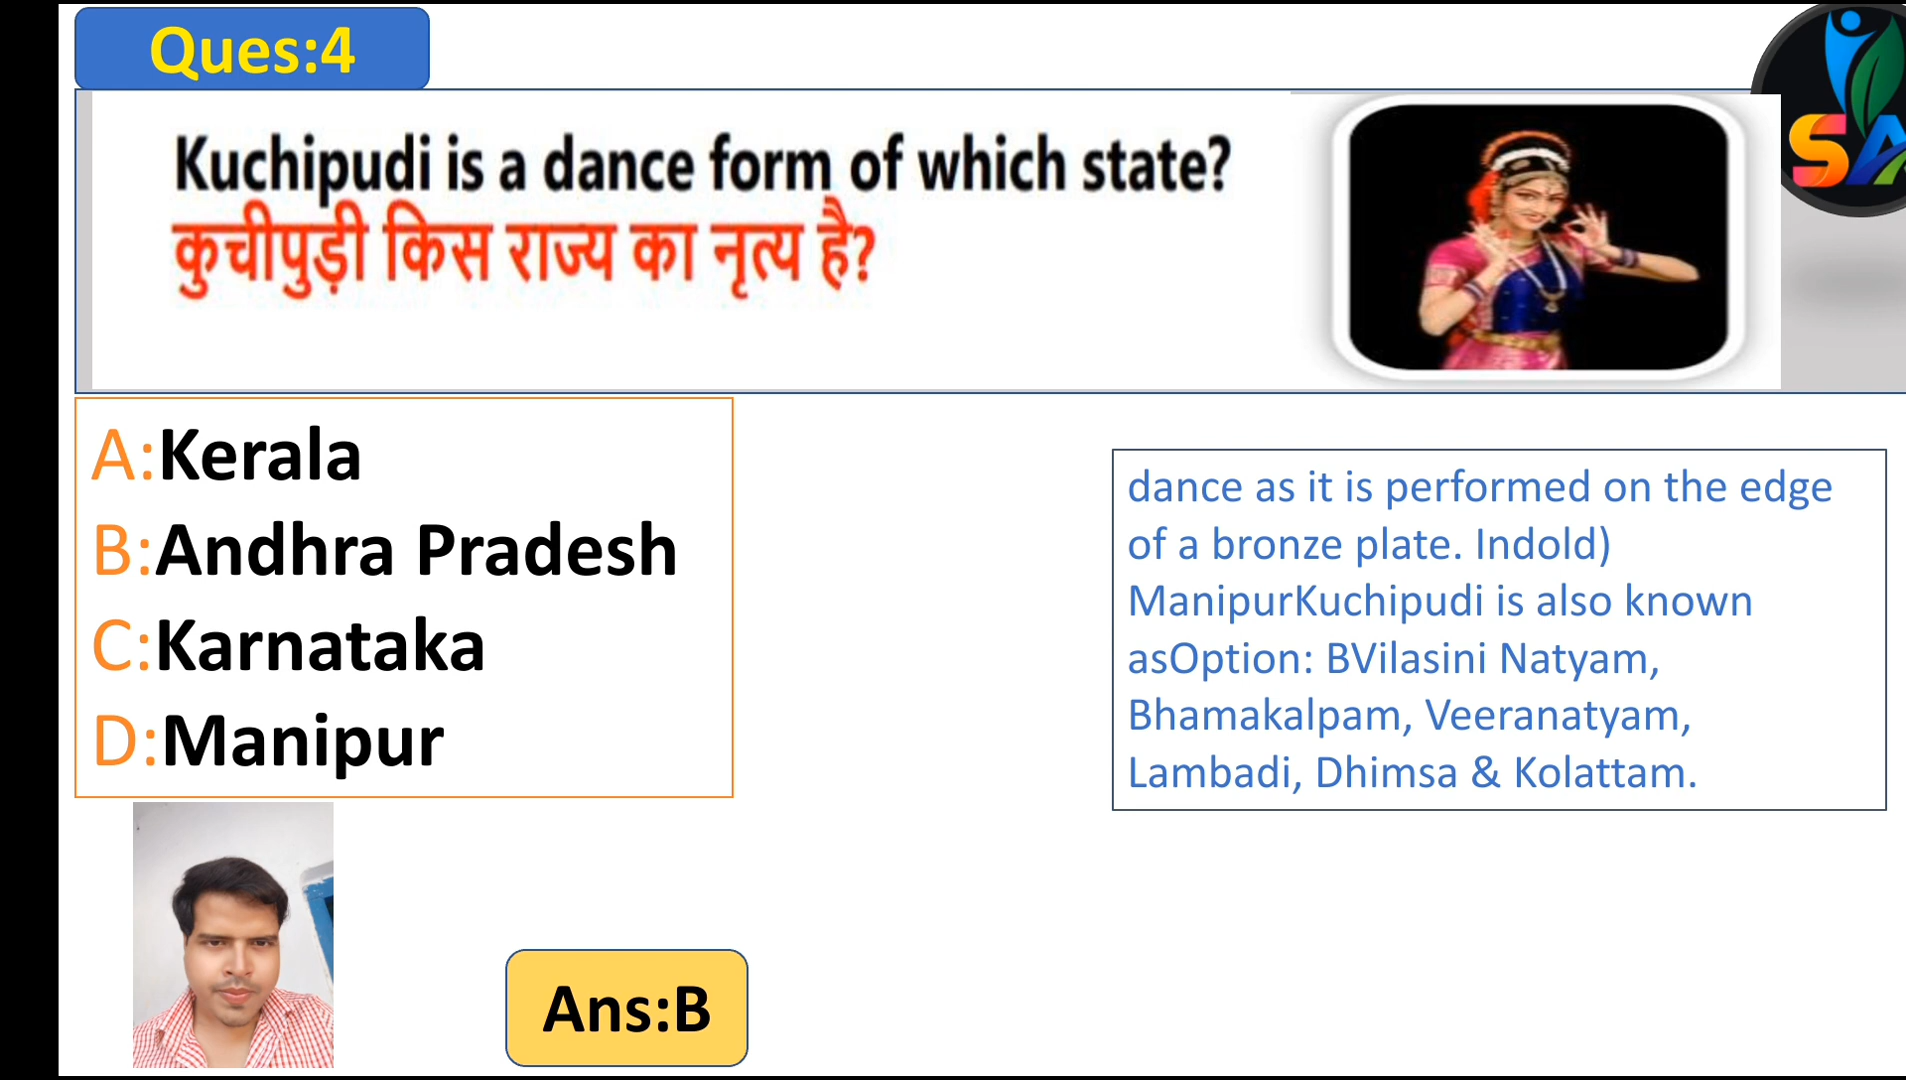 Ques:4
Kuchipudi is a dance form of which state?
कुचीपुड़ी किस राज्य का नृत्य है?
SA
A:Kerala
B:Andhra Pradesh
C:Karnataka
D:Manipur
dance as it is performed on the edge
of a bronze plate. Indold)
ManipurKuchipudi is also known
asOption: BVilasini Natyam,
Bhamakalpam, Veeranatyam,
Lambadi, Dhimsa & Kolattam.
Ans:B